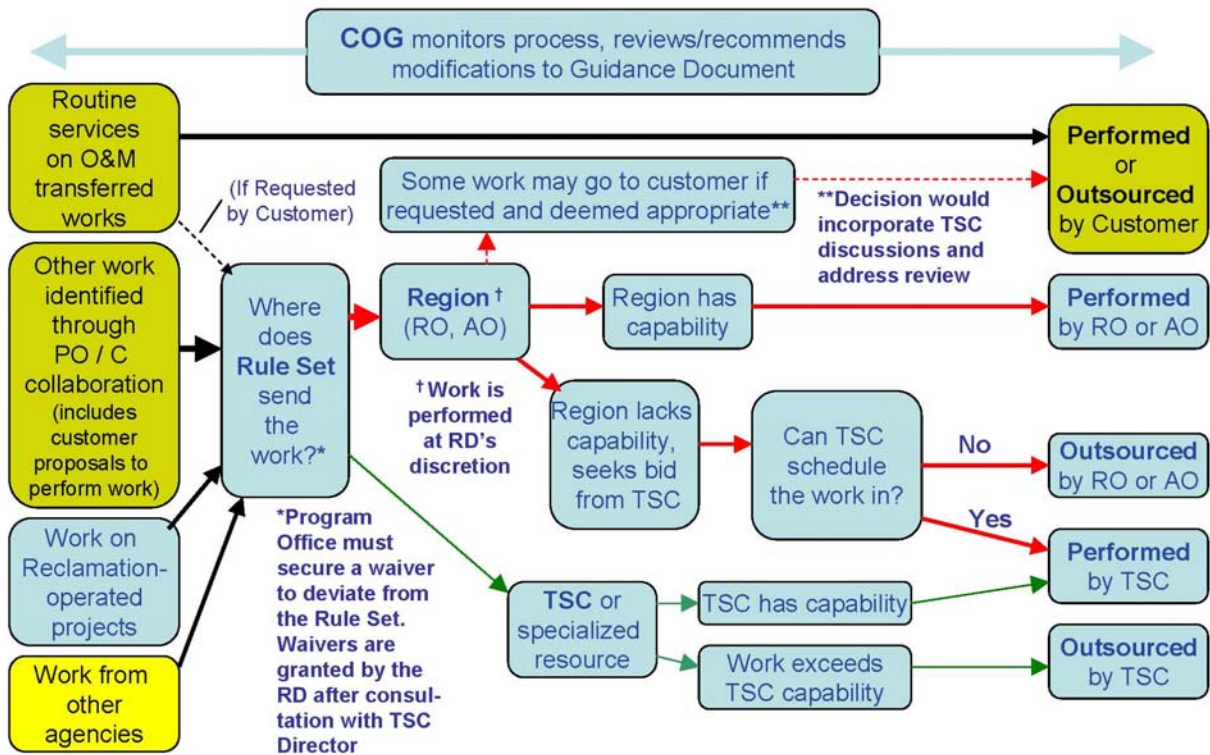 COG monitors process, reviews/recommends
modifications to Guidance Document
Routine
services
on O&M
transferred
works
(If Requested
by Customer)
Some work may go to customer if
requested and deemed appropriate**
**Decision would
incorporate TSC
discussions and
address review
Performed
or
Outsourced
by Customer
Other work
identified
through
PO / C
collaboration
(includes
customer
proposals to
perform work)
Where
does
Rule Set
send
the
work?*
Region†
(RO, AO)
Region has
capability
Performed
by RO or AO
†Work is
performed
at RD's
discretion
Region lacks
capability,
seeks bid
from TSC
Can TSC
schedule
the work in?
No
Outsourced
by RO or AO
Yes
Performed
by TSC
Work on
Reclamation-
operated
projects
*Program
Office must
secure a waiver
to deviate from
the Rule Set.
Waivers are
granted by the
RD after consul-
tation with TSC
Director
TSC or
specialized
resource
TSC has capability
Work exceeds
TSC capability
Outsourced
by TSC
Work from
other
agencies